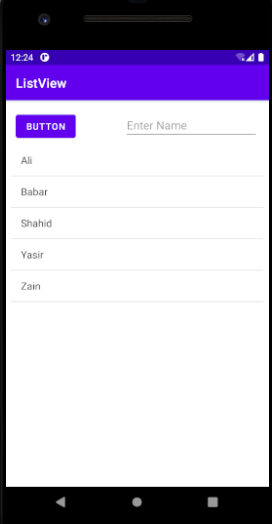 12:24
ListView
BUTTON Enter Name
Ali
Babar
Shahid
Yasir
Zain